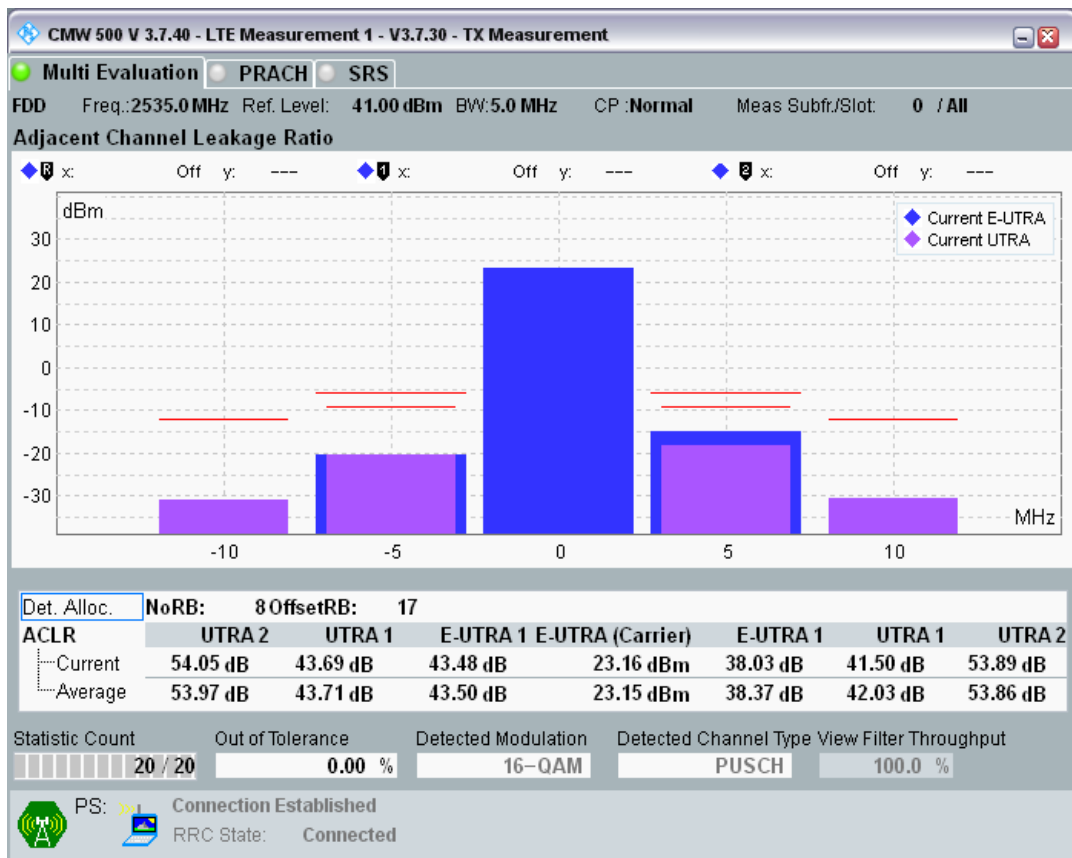 CMW 500 V 3.7.40 - LTE Measurement 1 - V3.7.30 - TX Measurement
Multi Evaluation PRACH SRS
FDD Freq.:2535.0 MHz Ref. Level: 41.00 dBm BW:5.0 MHz CP :Normal Meas Subfr./Slot: 0 / All
Adjacent Channel Leakage Ratio
R x: Off y: --- 1 x: Off y: --- 2 x: Off y: ---
dBm
Current E-UTRA
Current UTRA
30
20
10
0
-10
-20
-30
MHz
-10 -5 0 5 10
Det. Alloc. NoRB: 8 OffsetRB: 17
ACLR UTRA 2 UTRA 1 E-UTRA 1 E-UTRA (Carrier) E-UTRA 1 UTRA 1 UTRA 2
Current 54.05 dB 43.69 dB 43.48 dB 23.16 dBm 38.03 dB 41.50 dB 53.89 dB
Average 53.97 dB 43.71 dB 43.50 dB 23.15 dBm 38.37 dB 42.03 dB 53.86 dB
Statistic Count Out of Tolerance Detected Modulation Detected Channel Type View Filter Throughput
20 / 20 0.00 % 16-QAM PUSCH 100.0 %
PS: Connection Established
RRC State: Connected